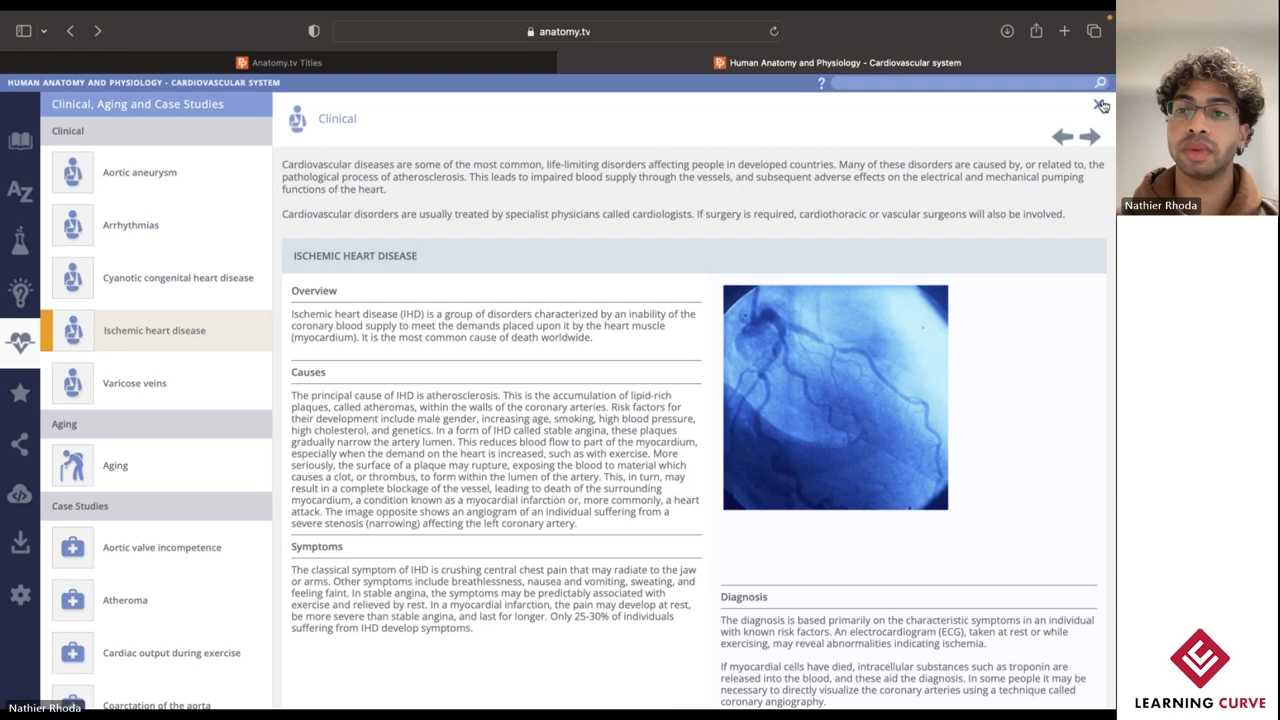 anatomy.tv
Anatomy.tv Titles
Human Anatomy and Physiology - Cardiovascular system
HUMAN ANATOMY AND PHYSIOLOGY - CARDIOVASCULAR SYSTEM
?
Clinical, Aging and Case Studies
Clinical
Aortic aneurysm
Arrhythmias
Cyanotic congenital heart disease
Ischemic heart disease
Varicose veins
Aging
Aging
Case Studies
Aortic valve incompetence
Atheroma
Cardiac output during exercise
Coarctation of the aorta
AZ
Clinical
Cardiovascular diseases are some of the most common, life-limiting disorders affecting people in developed countries. Many of these disorders are caused by, or related to, the
pathological process of atherosclerosis. This leads to impaired blood supply through the vessels, and subsequent adverse effects on the electrical and mechanical pumping
functions of the heart.
Cardiovascular disorders are usually treated by specialist physicians called cardiologists. If surgery is required, cardiothoracic or vascular surgeons will also be involved.
ISCHEMIC HEART DISEASE
Overview
Ischemic heart disease (IHD) is a group of disorders characterized by an inability of the
coronary blood supply to meet the demands placed upon it by the heart muscle
(myocardium). It is the most common cause of death worldwide.
Causes
The principal cause of IHD is atherosclerosis. This is the accumulation of lipid-rich
plaques, called atheromas, within the walls of the coronary arteries. Risk factors for
their development include male gender, increasing age, smoking, high blood pressure,
high cholesterol, and genetics. In a form of IHD called stable angina, these plaques
gradually narrow the artery lumen. This reduces blood flow to part of the myocardium,
especially when the demand on the heart is increased, such as with exercise. More
seriously, the surface of a plaque may rupture, exposing the blood to material which
causes a clot, or thrombus, to form within the lumen of the artery. This, in turn, may
result in a complete blockage of the vessel, leading to death of the surrounding
myocardium, a condition known as a myocardial infarction or, more commonly, a heart
attack. The image opposite shows an angiogram of an individual suffering from a
severe stenosis (narrowing) affecting the left coronary artery.
Symptoms
The classical symptom of IHD is crushing central chest pain that may radiate to the jaw
or arms. Other symptoms include breathlessness, nausea and vomiting, sweating, and
feeling faint. In stable angina, the symptoms may be predictably associated with
exercise and relieved by rest. In a myocardial infarction, the pain may develop at rest,
be more severe than stable angina, and last for longer. Only 25-30% of individuals
suffering from IHD develop symptoms.
Diagnosis
The diagnosis is based primarily on the characteristic symptoms in an individual
with known risk factors. An electrocardiogram (ECG), taken at rest or while
exercising, may reveal abnormalities indicating ischemia.
If myocardial cells have died, intracellular substances such as troponin are
released into the blood, and these aid the diagnosis. In some people it may be
necessary to directly visualize the coronary arteries using a technique called
coronary angiography.
Nathier Rhoda
Nathier Rhoda
LEARNING CURVE